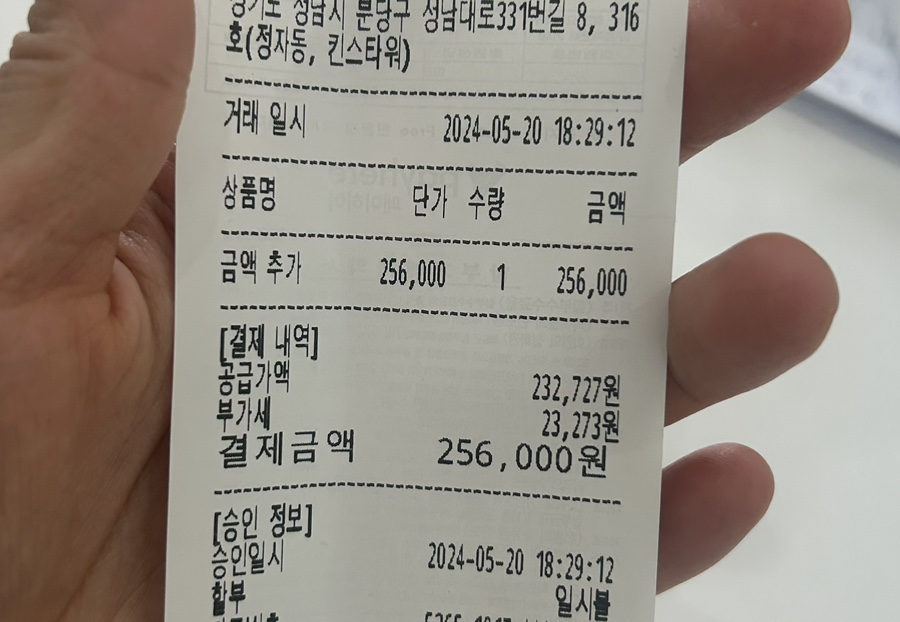 경기도 성남시 분당구 성남대로331번길 8, 316
호(정자동, 킨스타워)
거래 일시 2024-05-20 18:29:12
상품명 단가 수량 금액
금액 추가 256,000 1 256,000
[결제 내역]
공급가액 232,727원
부가세 23,273원
결제금액 256,000원
[승인 정보]
승인일시 2024-05-20 18:29:12
할부 일시불